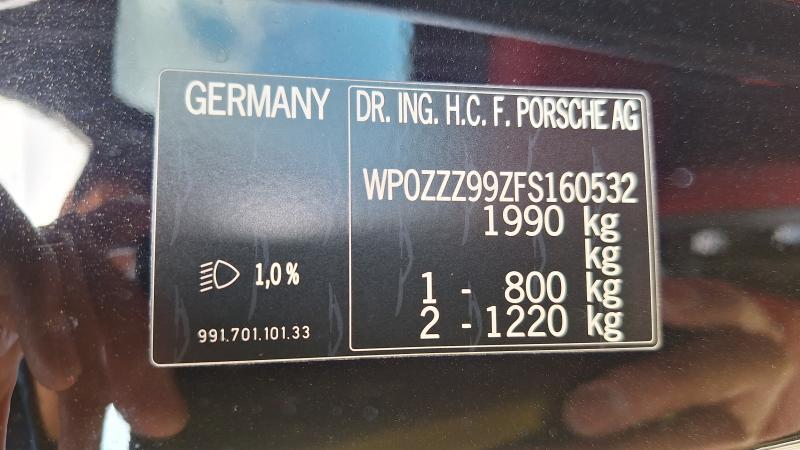 GERMANY
1,0%
991.701.101.33
DR. ING. H.C. F. PORSCHE AG
WP0ZZZ99ZFS160532
1990 kg
kg
1 - 800 kg
2 - 1220 kg